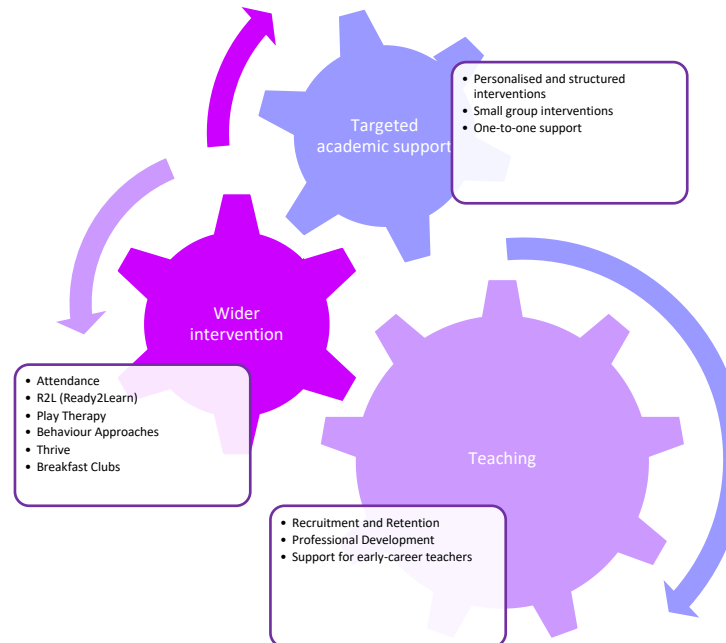 Targeted
academic support
• Personalised and structured
interventions
• Small group interventions
• One-to-one support
Wider
intervention
• Attendance
• R2L (Ready2Learn)
• Play Therapy
• Behaviour Approaches
• Thrive
• Breakfast Clubs
Teaching
• Recruitment and Retention
• Professional Development
• Support for early-career teachers